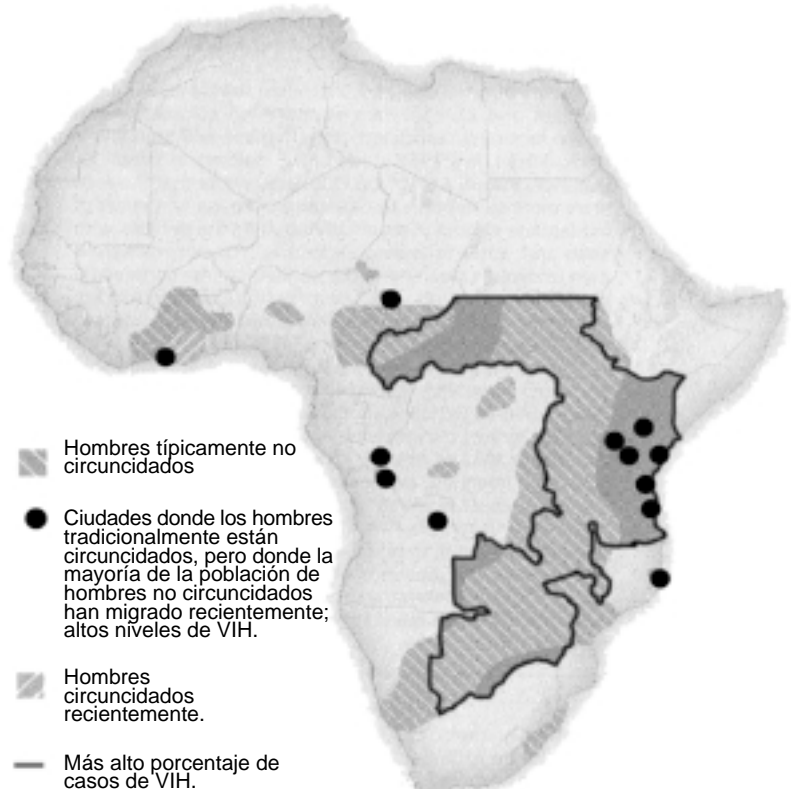 Hombres típicamente no
circuncidados
Ciudades donde los hombres
tradicionalmente están
circuncidados, pero donde la
mayoría de la población de
hombres no circuncidados
han migrado recientemente;
altos niveles de VIH.
Hombres
circuncidados
recientemente.
Más alto porcentaje de
casos de VIH.